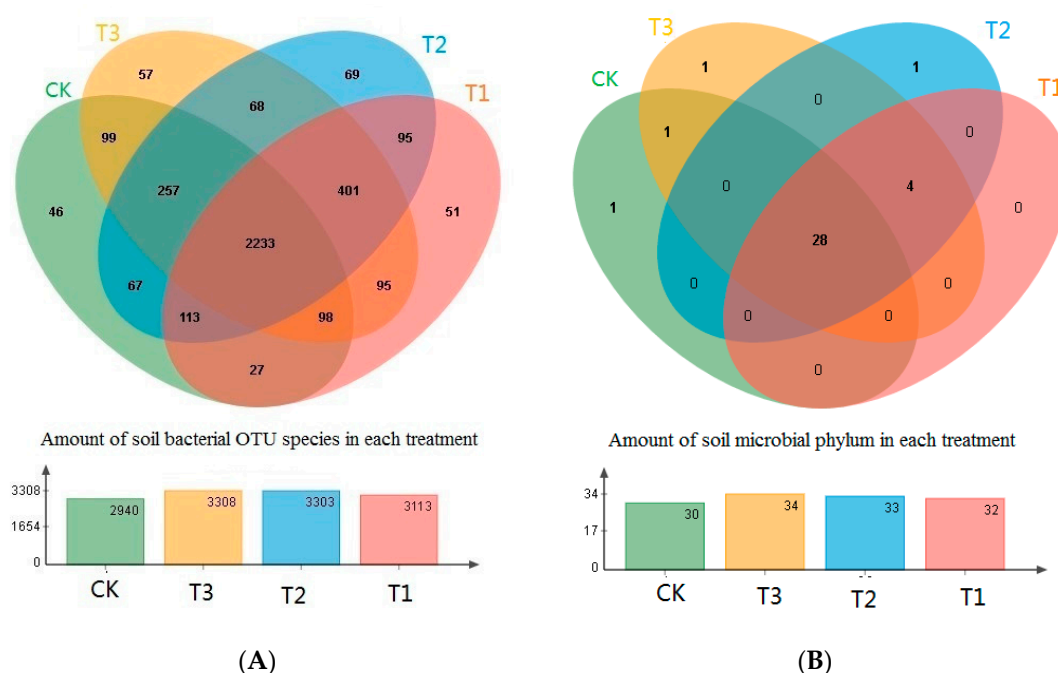 T3
T2
CK
T1
57
69
68
99
95
257
401
46
51
2233
67
95
113
98
27
Amount of soil bacterial OTU species in each treatment
3308
1654
0
2940
3308
3303
3113
CK
T3
T2
T1
(A)
T3
T2
CK
T1
1
1
0
1
0
0
4
1
0
28
0
0
0
0
0
Amount of soil microbial phylum in each treatment
34
17
0
30
34
33
32
CK
T3
T2
T1
(B)